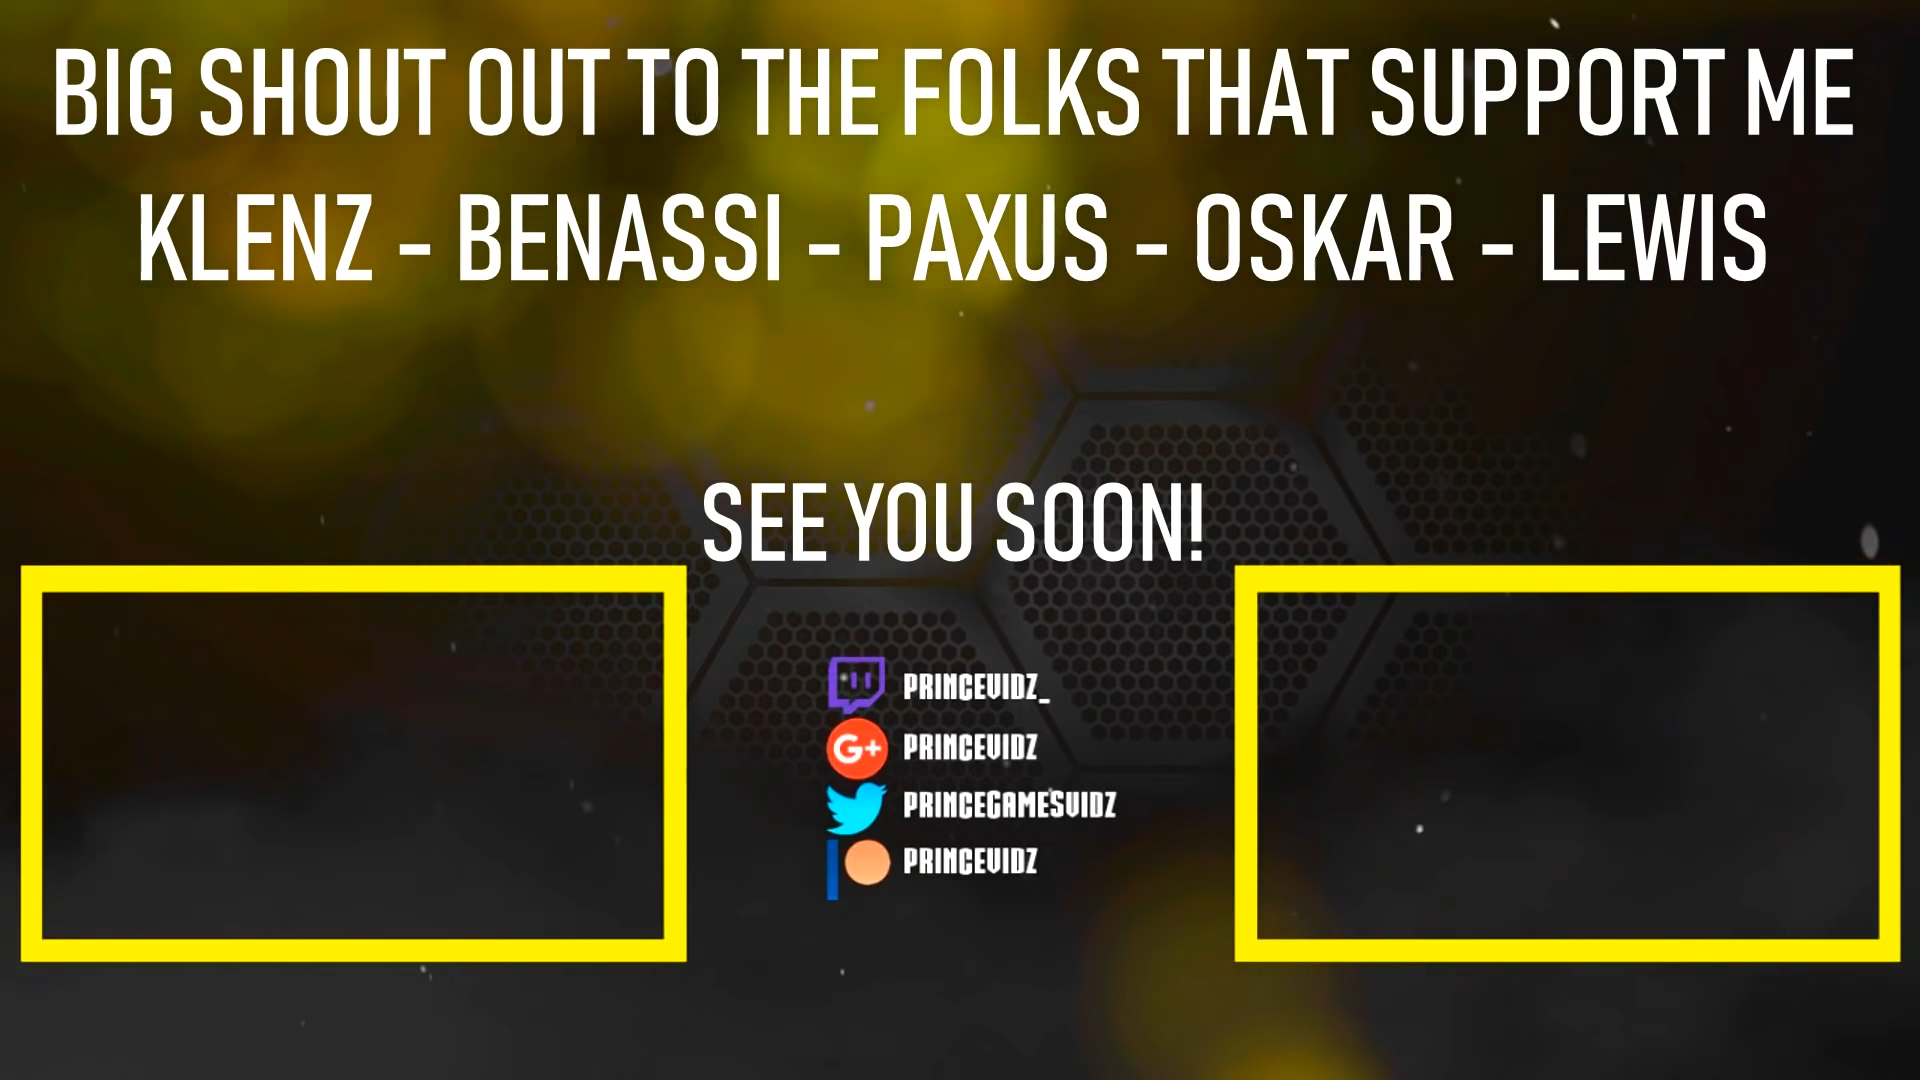 BIG SHOUT OUT TO THE FOLKS THAT SUPPORT ME
KLENZ - BENASSI - PAXUS - OSKAR - LEWIS
SEE YOU SOON!
PRINCEVIDZ_
G+ PRINCEVIDZ
PRINCEGAMESVIDZ
PRINCEVIDZ